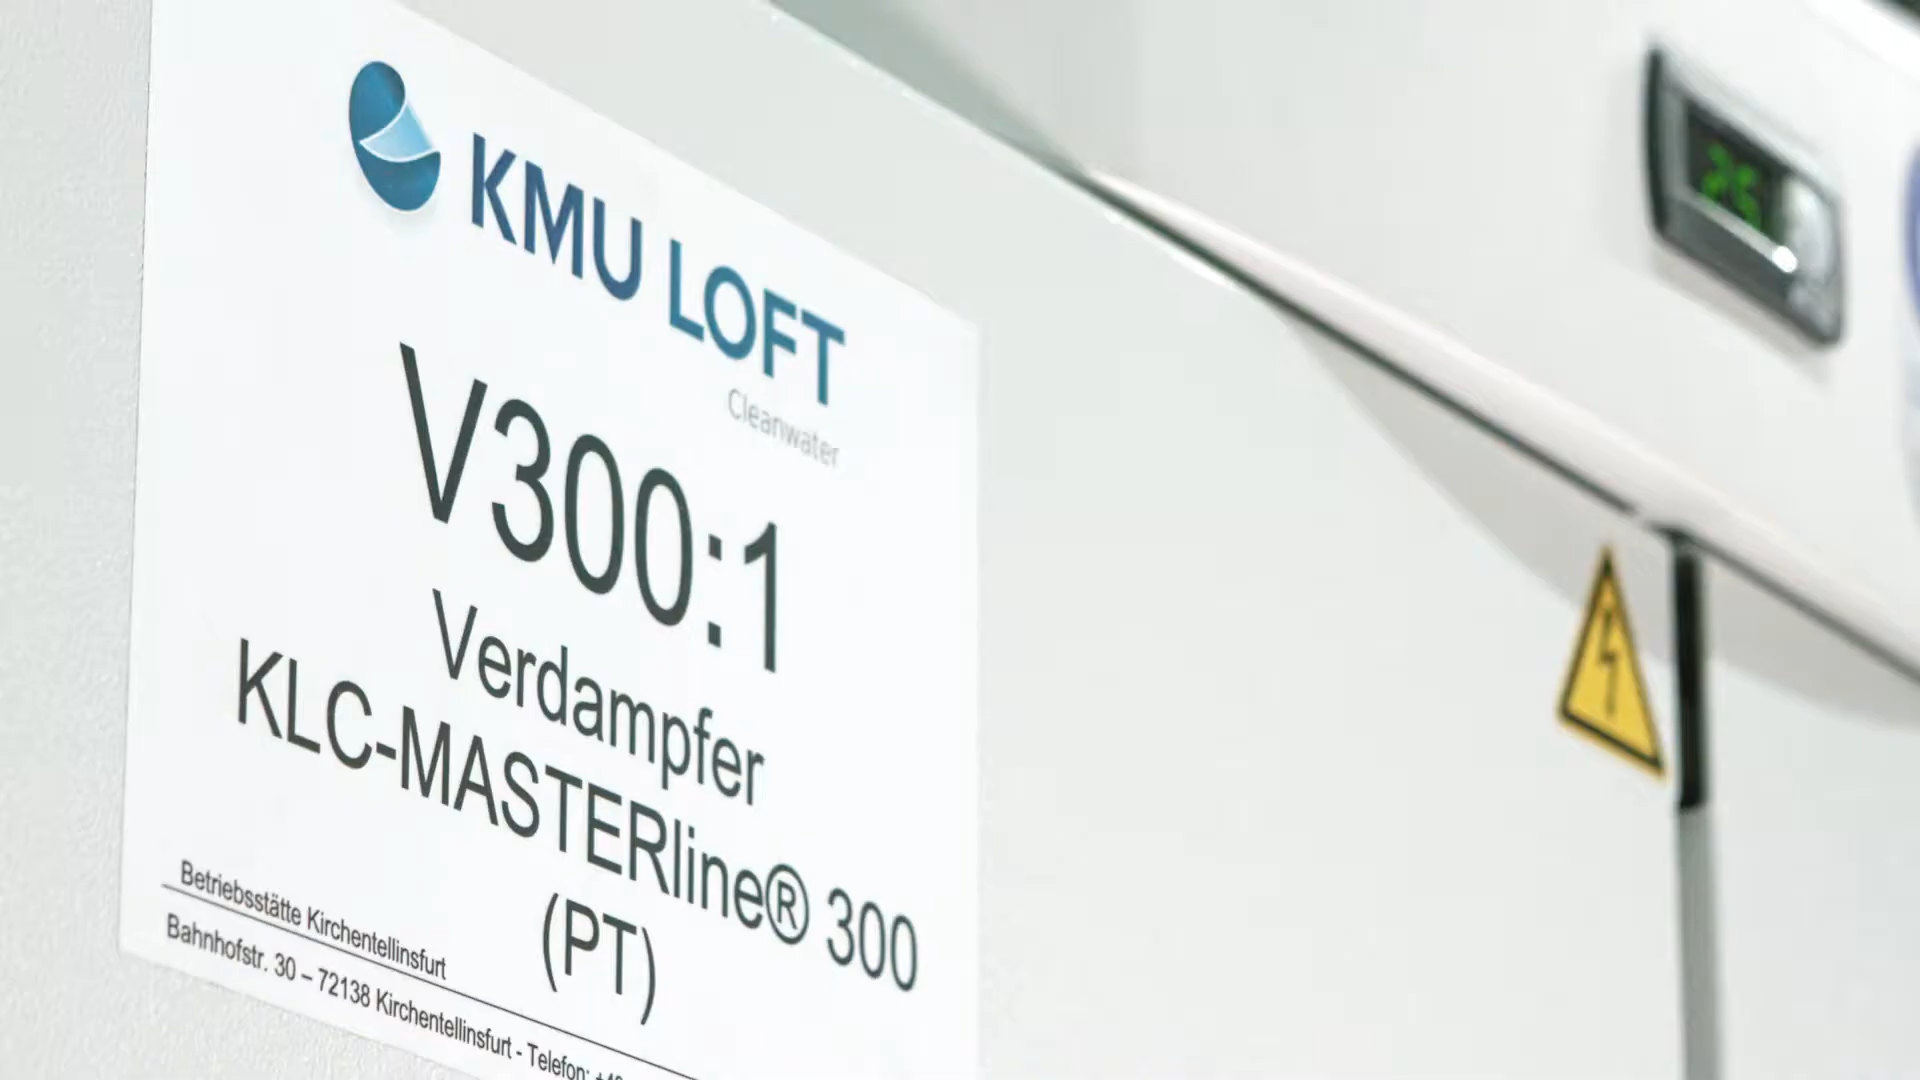 KMU LOFT
Cleanwater
V300:1
Verdampfer
KLC-MASTERline® 300
(PT)
Betriebsstätte Kirchentellinsfurt
Bahnhofstr. 30 – 72138 Kirchentellinsfurt - Telefon: